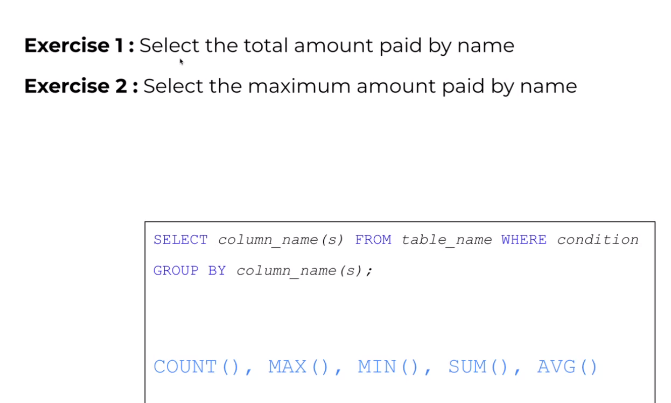 Exercise 1 : Select the total amount paid by name
Exercise 2 : Select the maximum amount paid by name
SELECT column_name(s) FROM table_name WHERE condition
GROUP BY column_name(s);
COUNT(), MAX(), MIN(), SUM(), AVG()